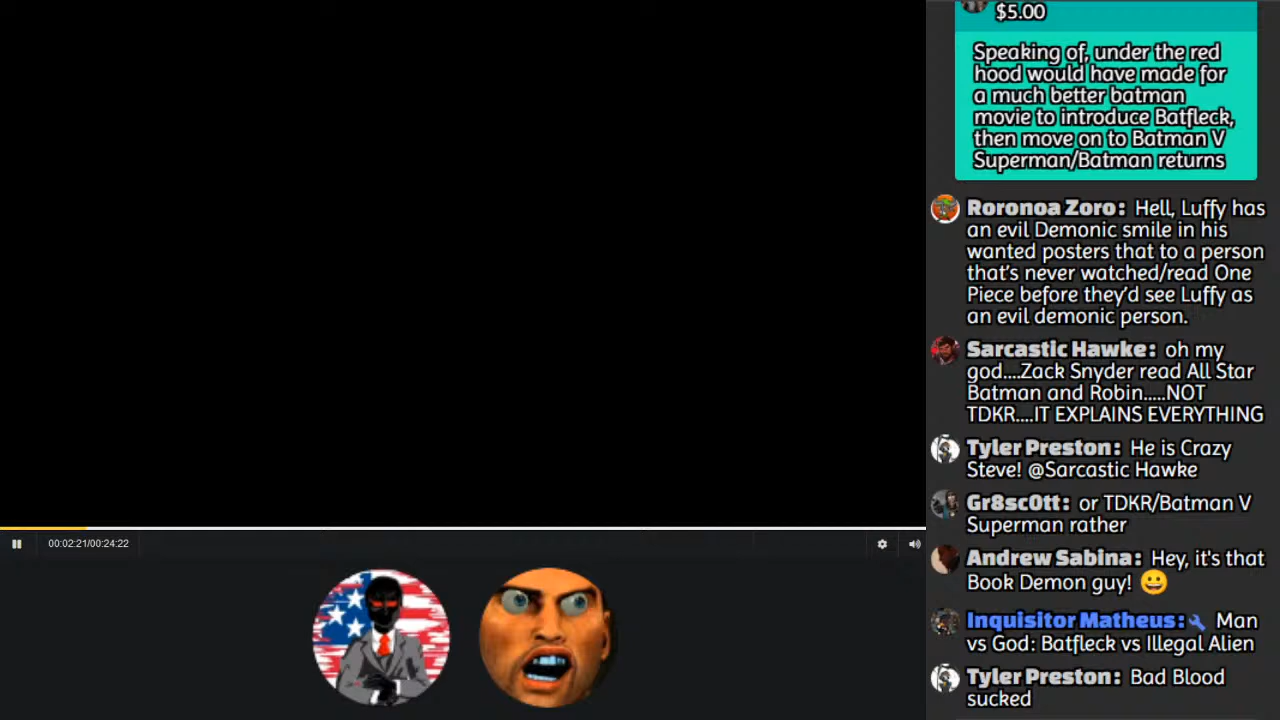 $5.00
Speaking of, under the red
hood would have made for
a much better batman
movie to introduce Batfleck,
then move on to Batman V
Superman/Batman returns
Roronoa Zoro: Hell, Luffy has
an evil Demonic smile in his
wanted posters that to a person
that's never watched/read One
Piece before they'd see Luffy as
an evil demonic person.
Sarcastic Hawke: oh my
god....Zack Snyder read All Star
Batman and Robin.....NOT
TDKR....IT EXPLAINS EVERYTHING
Tyler Preston: He is Crazy
Steve! @Sarcastic Hawke
Gr8sc0tt: or TDKR/Batman V
Superman rather
Andrew Sabina: Hey, it's that
Book Demon guy! 😀
Inquisitor Matheus: Man
vs God: Batfleck vs Illegal Alien
Tyler Preston: Bad Blood
sucked
00:02:21/00:24:22